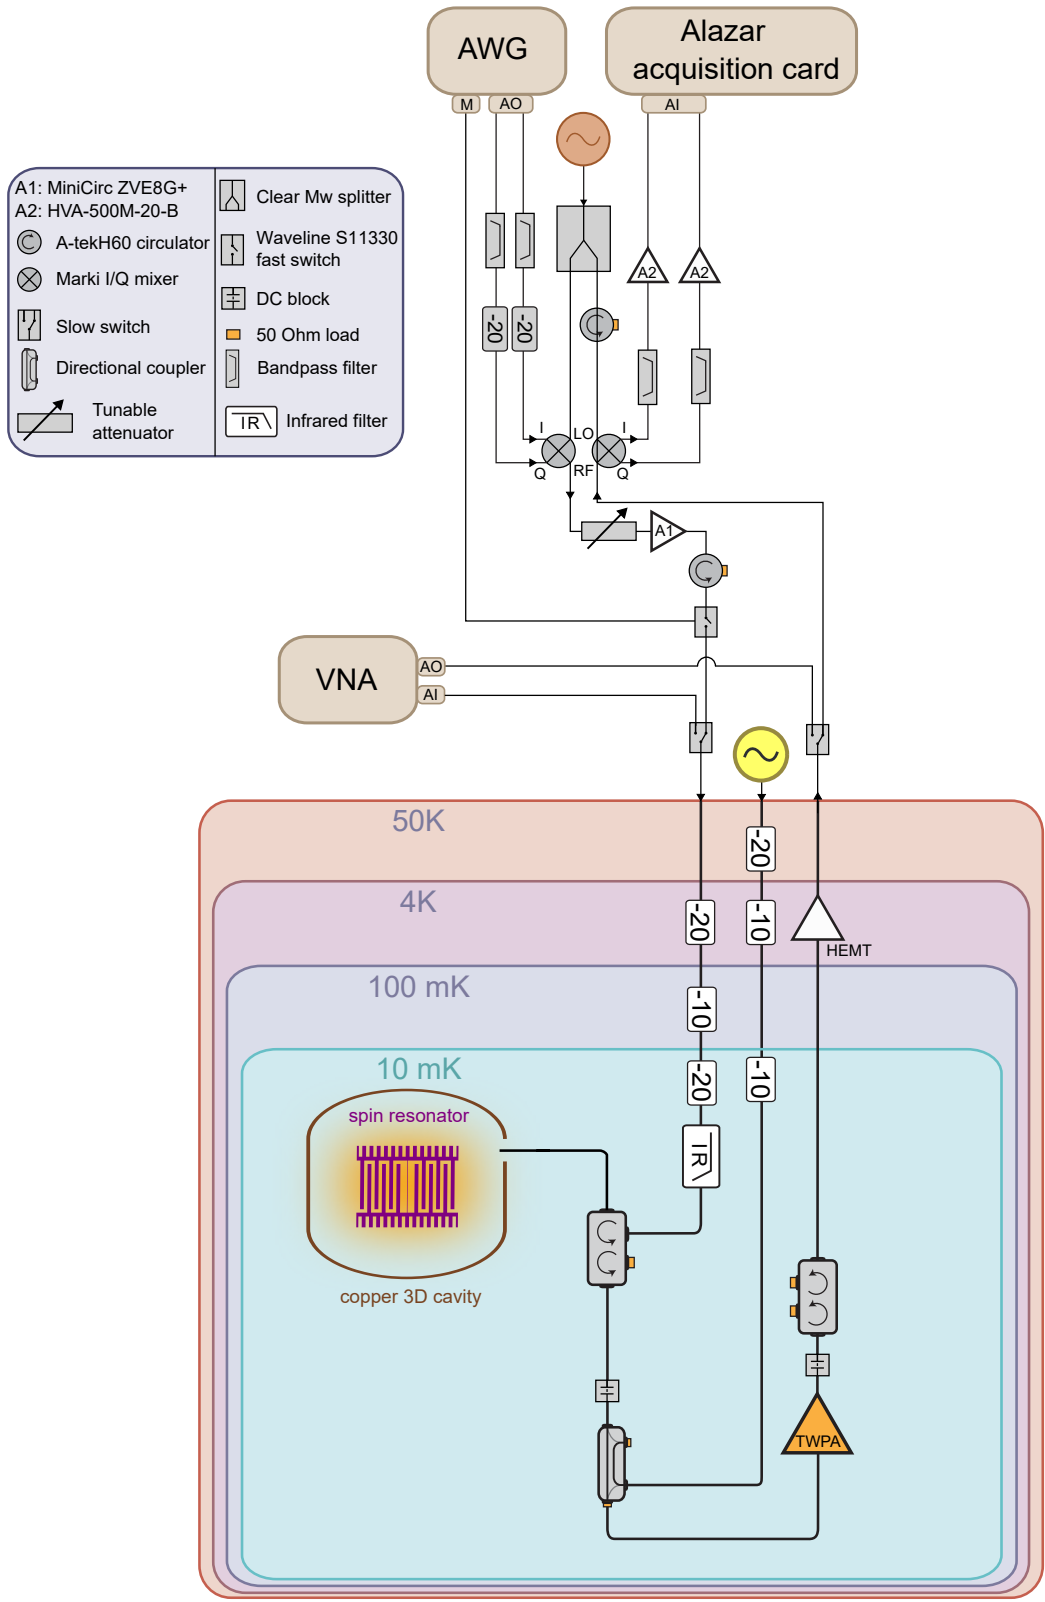 AWG
Alazar
acquisition card
M
AO
AI
A1: MiniCirc ZVE8G+
A2: HVA-500M-20-B
A-tekH60 circulator
Marki I/Q mixer
Slow switch
Directional coupler
Tunable
attenuator
Clear Mw splitter
Waveline S11330
fast switch
DC block
50 Ohm load
Bandpass filter
IR
Infrared filter
A2
A2
-20
-20
I
Q
LO
RF
I
Q
A1
VNA
AO
AI
50K
-20
4K
-20
-10
HEMT
100 mK
-10
10 mK
-20
-10
IR
spin resonator
copper 3D cavity
TWPA